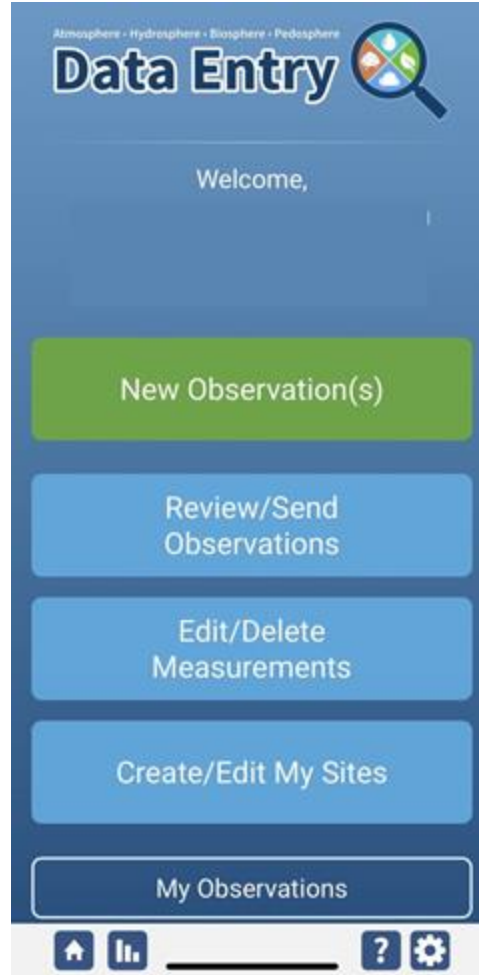 Atmosphere • Hydrosphere • Biosphere • Pedosphere
Data Entry
Welcome,
New Observation(s)
Review/Send
Observations
Edit/Delete
Measurements
Create/Edit My Sites
My Observations
?